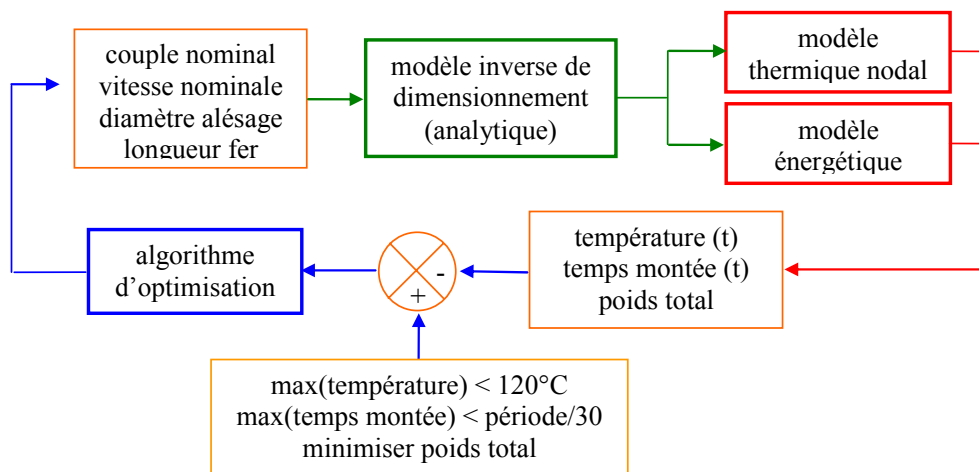 couple nominal
vitesse nominale
diamètre alésage
longueur fer
modèle inverse de
dimensionnement
(analytique)
modèle
thermique nodal
modèle
énergétique
algorithme
d’optimisation
-
+
température (t)
temps montée (t)
poids total
max(température) < 120°C
max(temps montée) < période/30
minimiser poids total